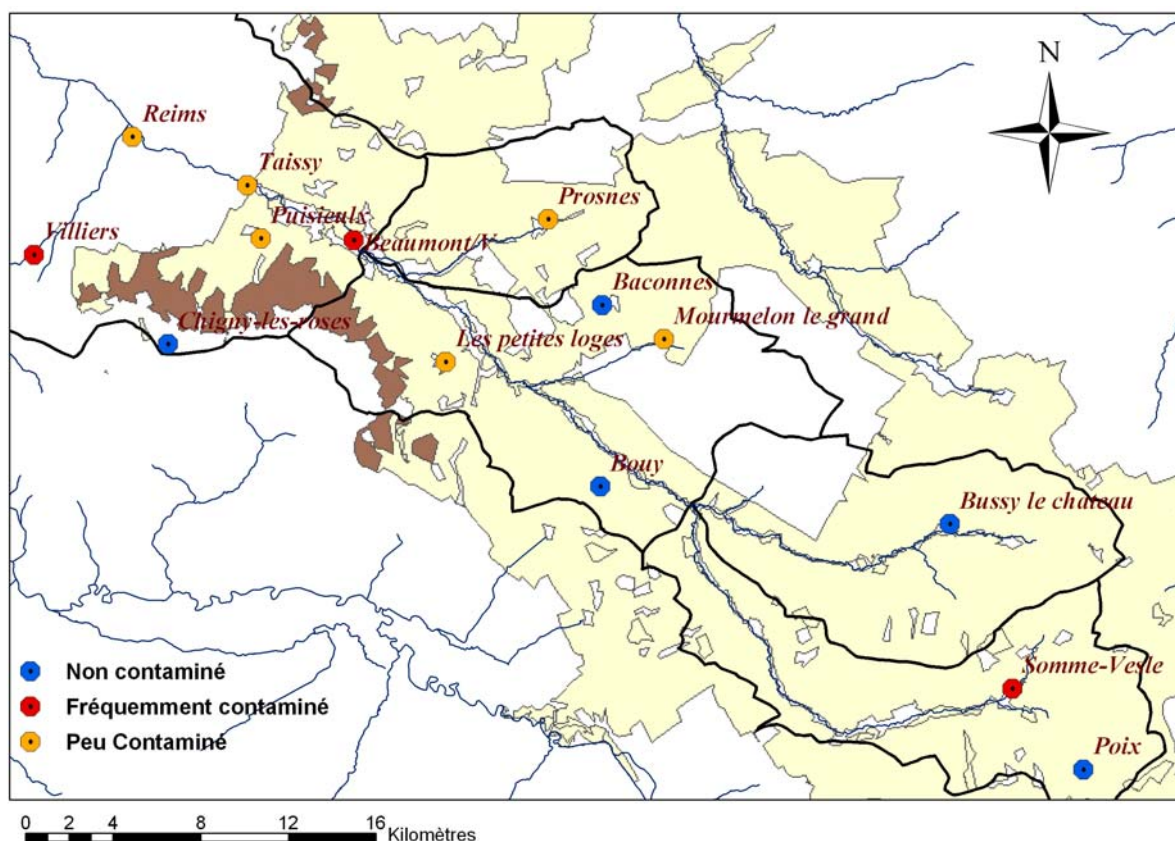 N
Reims
Taissy
Prosnes
Puisieulx
Villiers
Beaumont/V
Baconnes
Chigny-les-roses
Mourmelon le grand
Les petites loges
Bouy
Bussy le chateau
Non contaminé
Somme-Vesle
Fréquemment contaminé
Peu Contaminé
Poix
0 2 4 8 12 16
Kilomètres